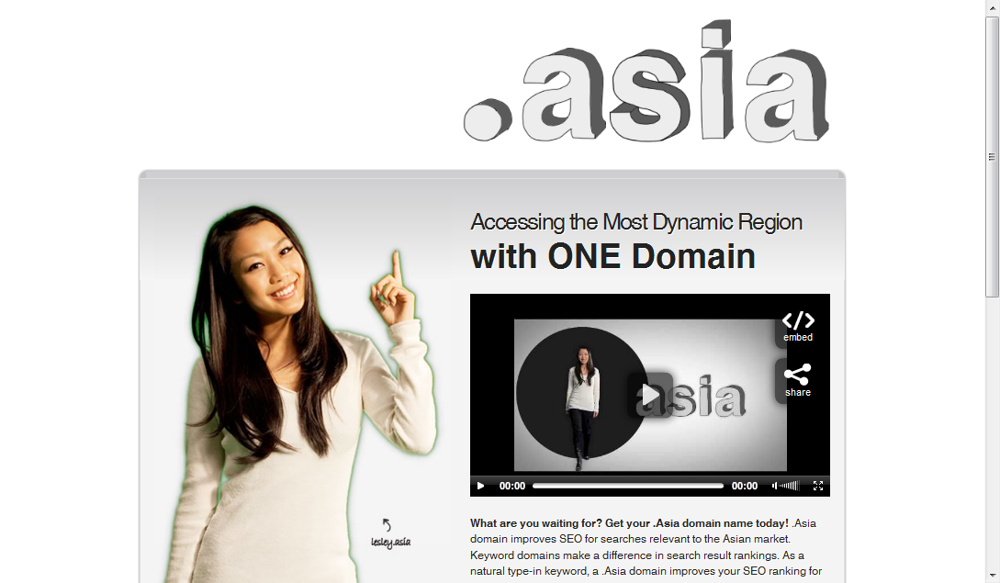 .asia
Accessing the Most Dynamic Region
with ONE Domain
embed
asia
share
00:00
00:00
lesley.asia
What are you waiting for? Get your .Asia domain name today! .Asia
domain improves SEO for searches relevant to the Asian market.
Keyword domains make a difference in search result rankings. As a
natural type-in keyword, a .Asia domain improves your SEO ranking for